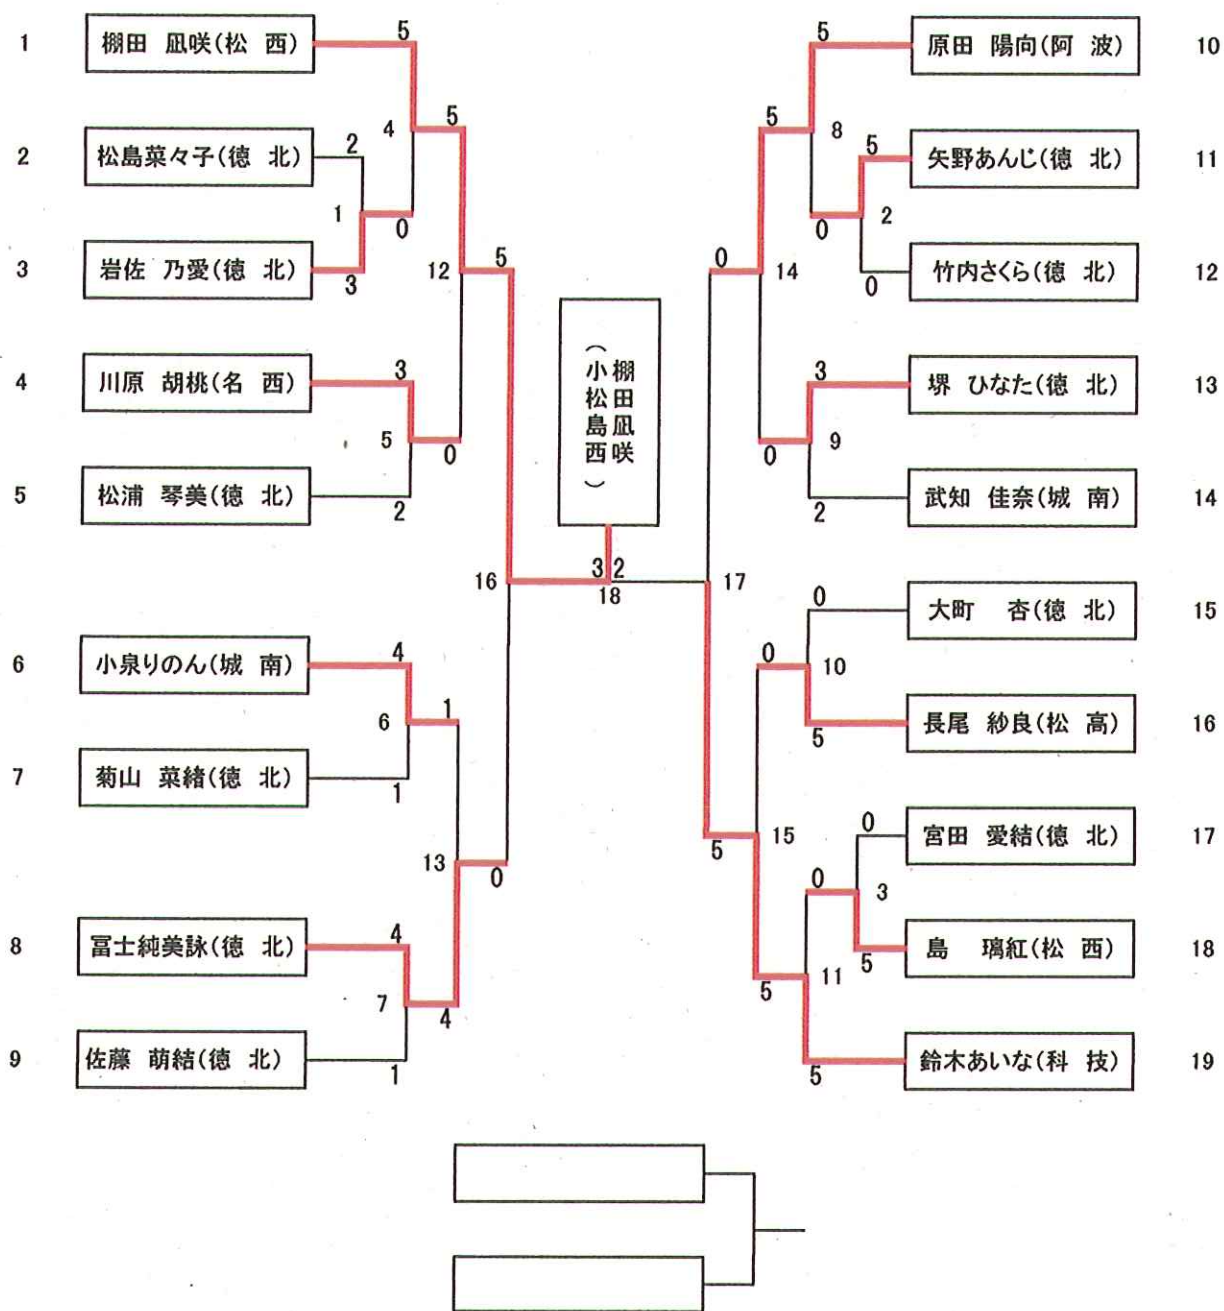 1 棚田 凪咲(松 西) 5
5 原田 陽向(阿 波) 10
4 5
5 8
2 松島菜々子(徳 北) 2
5 矢野あんじ(徳 北) 11
1 0
0 2
3 岩佐 乃愛(徳 北) 3
0 竹内さくら(徳 北) 12
12 5
0 14
4 川原 胡桃(名 西) 3
3 堺 ひなた(徳 北) 13
5 0
0 9
5 松浦 琴美(徳 北) 2
2 武知 佳奈(城 南) 14
棚田凪咲
(小松島西)
16 3 2 17
18
0 大町 杏(徳 北) 15
6 小泉りのん(城 南) 4
0 10
6 1
5 長尾 紗良(松 高) 16
7 菊山 菜緒(徳 北) 1
0 宮田 愛結(徳 北) 17
13 0
5 15
0 3
8 冨士純美詠(徳 北) 4
5 島 璃紅(松 西) 18
7 4
5 11
9 佐藤 萌結(徳 北) 1
5 鈴木あいな(科 技) 19